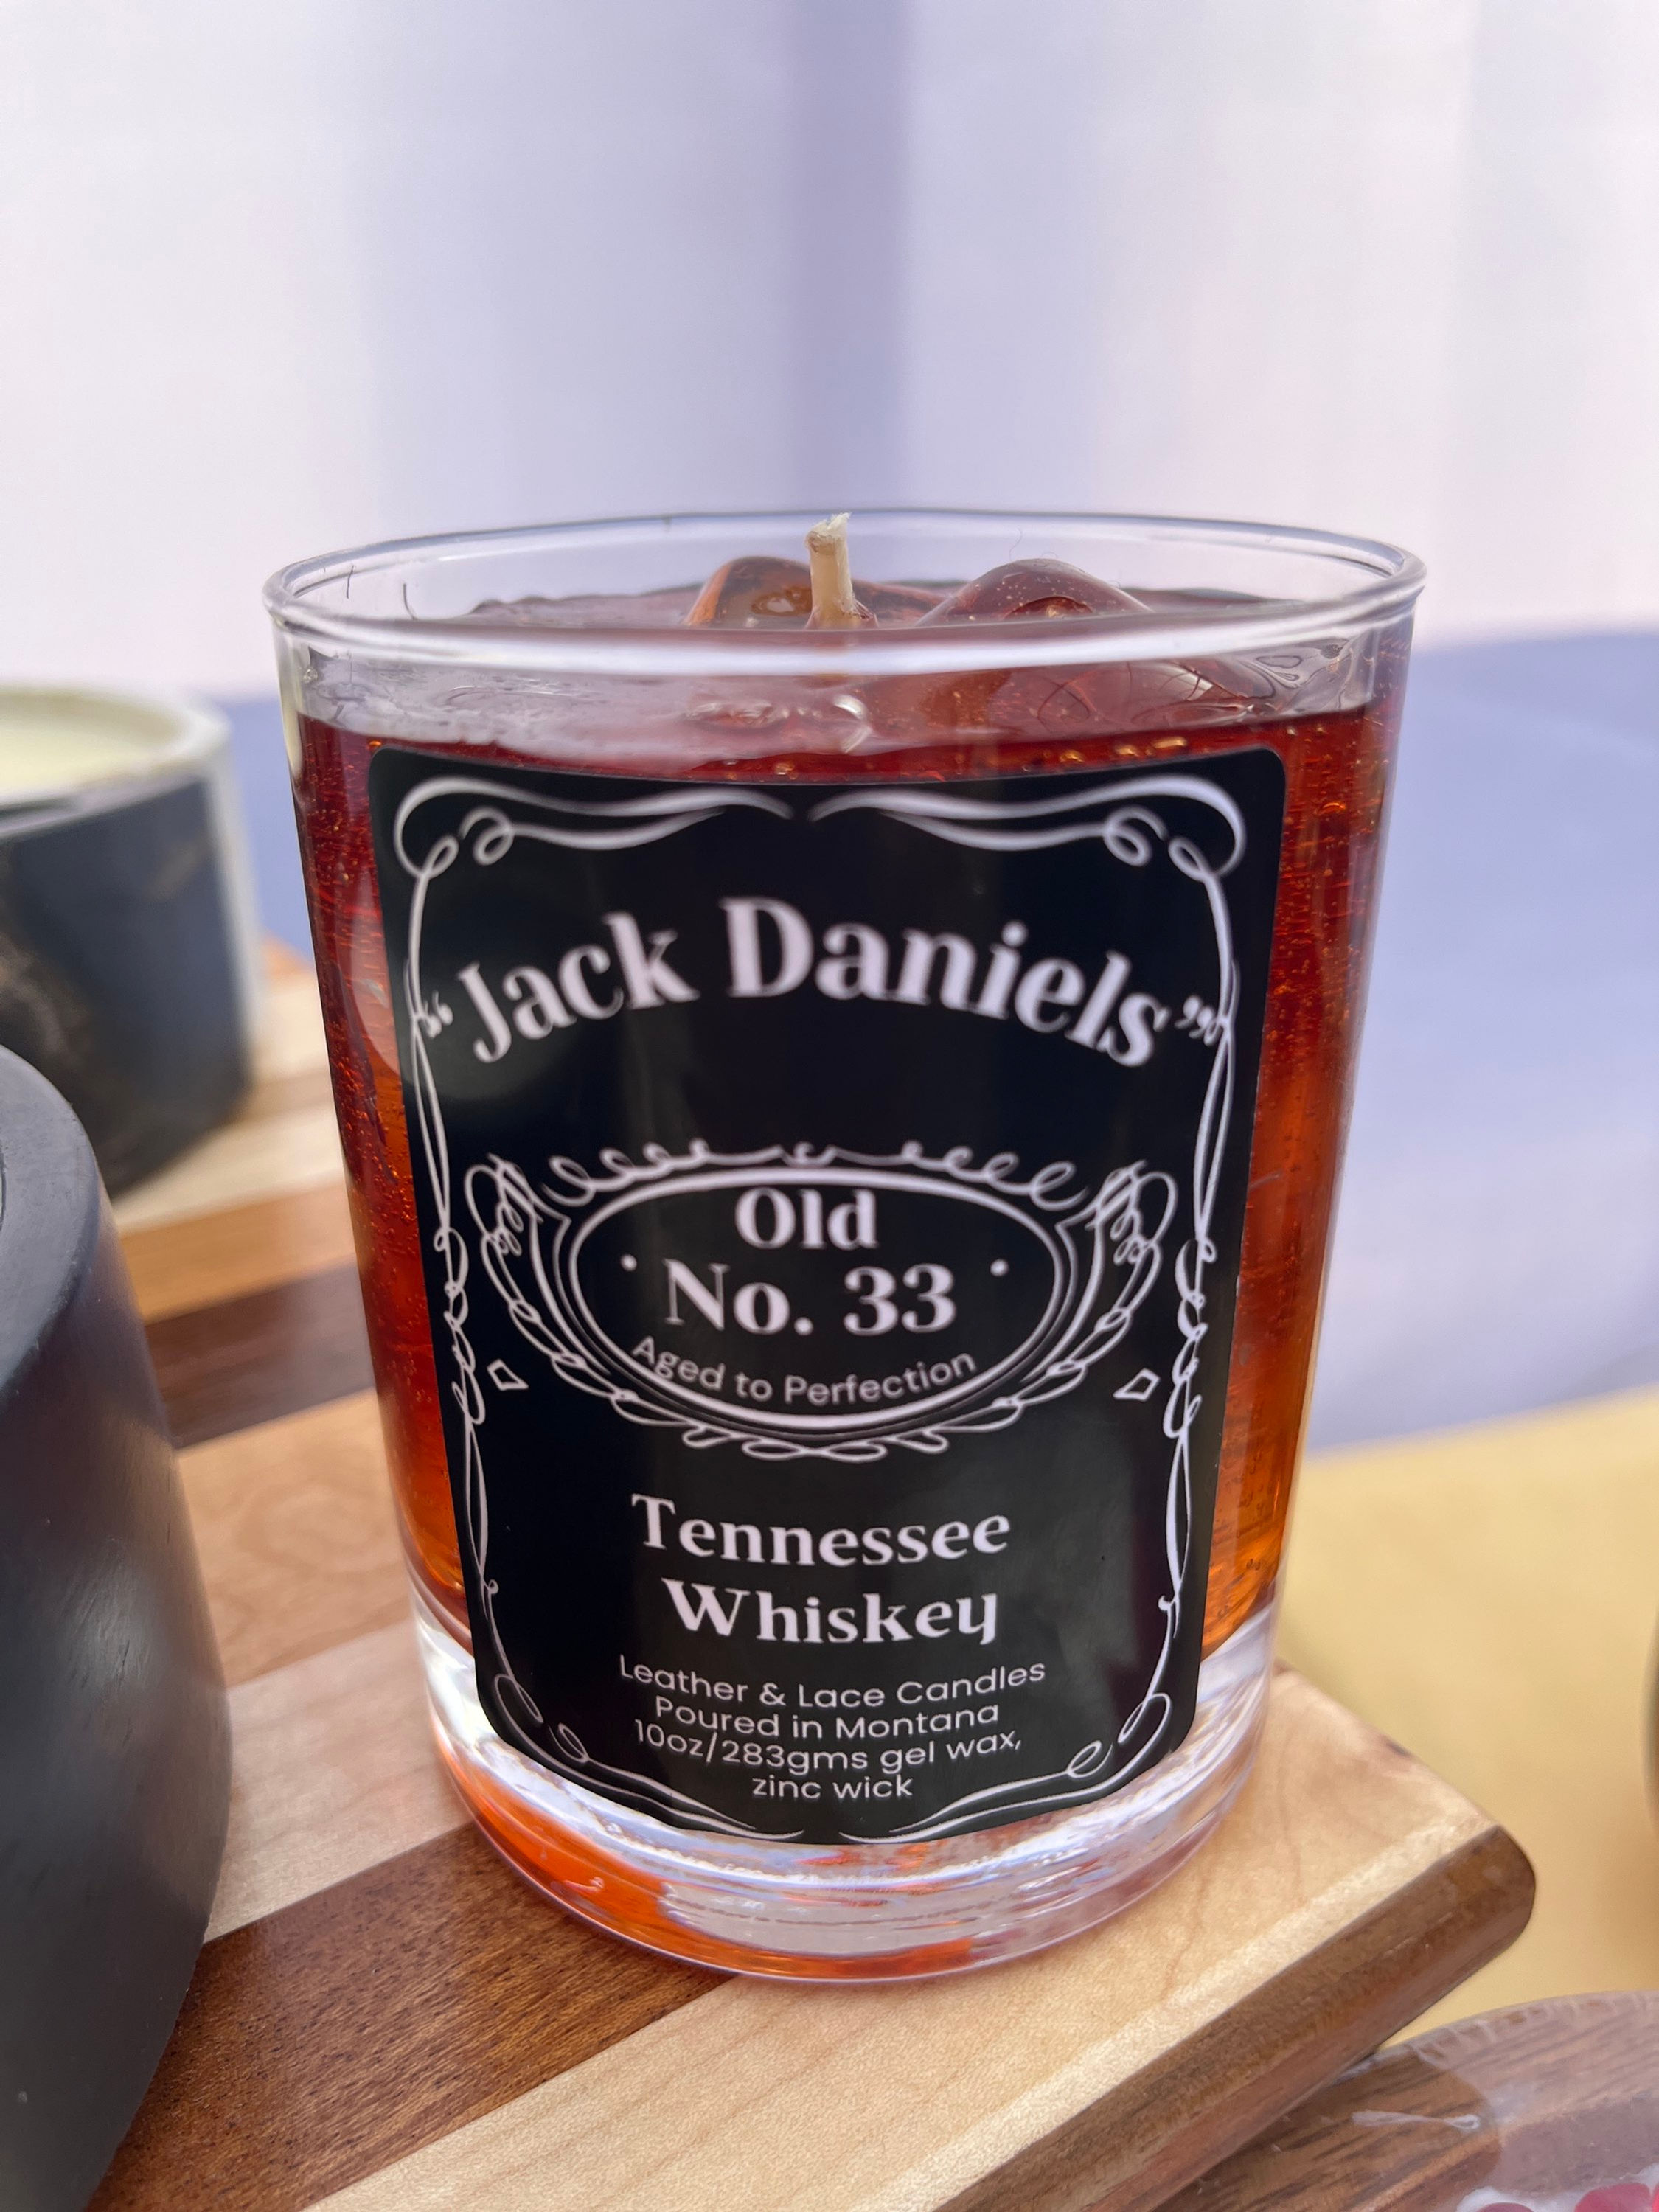 “Jack Daniels”
Old
· No. 33 ·
Aged to Perfection
Tennessee
Whiskey
Leather & Lace Candles
Poured in Montana
10oz/283gms gel wax,
zinc wick